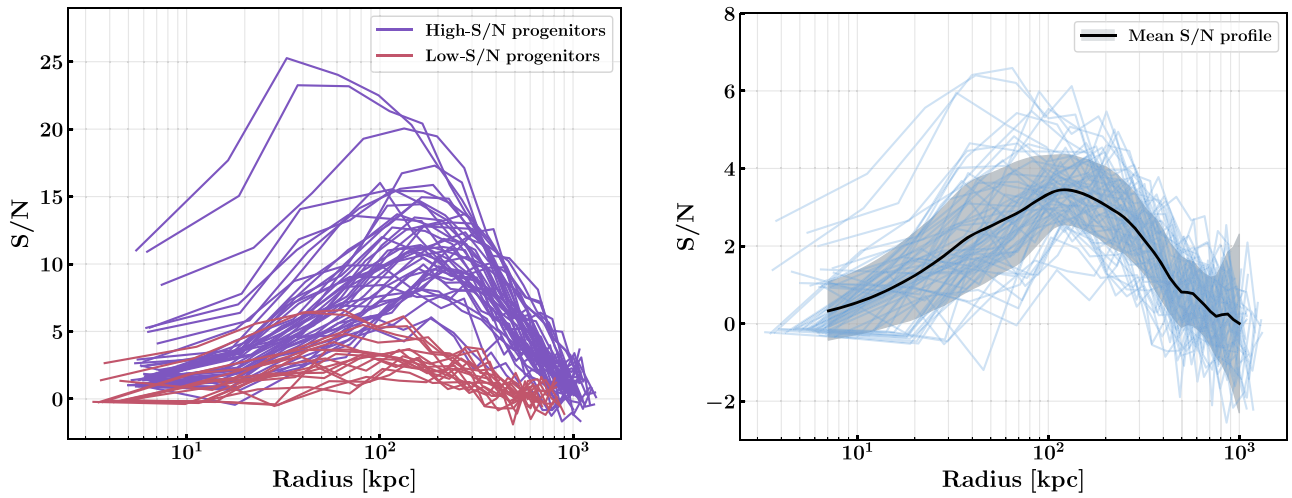 High-S/N progenitors
Low-S/N progenitors
25
20
15
10
5
0
S/N
10¹
10²
10³
Radius [kpc]
Mean S/N profile
8
6
4
2
0
−2
S/N
10¹
10²
10³
Radius [kpc]